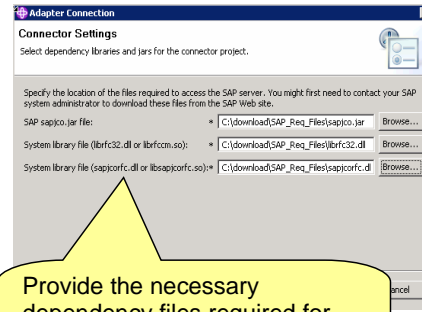 Adapter Connection
Connector Settings
Select dependency libraries and jars for the connector project.
Specify the location of the files required to access the SAP server. You might first need to contact your SAP
system administrator to download these files from the SAP Web site.
SAP sapjco.jar file: * C:\download\SAP_Req_Files\sapjco.jar Browse...
System library file (librfc32.dll or librfccm.so): * C:\download\SAP_Req_Files\librfc32.dll Browse...
System library file (sapjcorfc.dll or libsapjcorfc.so):* C:\download\SAP_Req_Files\sapjcorfc.dl Browse...
ancel
Provide the necessary
dependency files required for